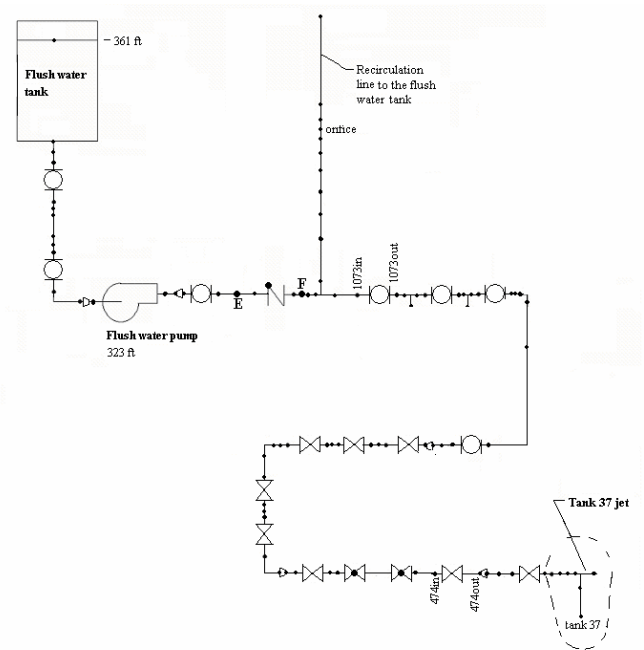 361 ft
Flush water
tank
Recirculation
line to the flush
water tank
orifice
1073in
1073out
E
F
Flush water pump
323 ft
Tank 37 jet
474in
474out
tank 37